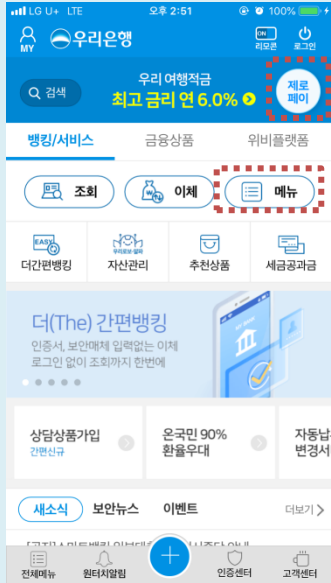 LG U+ LTE 오후 2:51 100%
MY 우리은행 ON 리모콘 로그인
검색 우리 여행적금
최고 금리 연 6.0%
제로
페이
뱅킹/서비스 금융상품 위비플랫폼
조회 이체 메뉴
EASY
더간편뱅킹 자산관리 추천상품 세금공과금
더(The) 간편뱅킹
인증서, 보안매체 입력없는 이체
로그인 없이 조회까지 한번에
상담상품가입
간편신규
온국민 90%
환율우대
자동납
변경서
새소식 보안뉴스 이벤트 더보기
전체메뉴 원터치알림 + 인증센터 고객센터